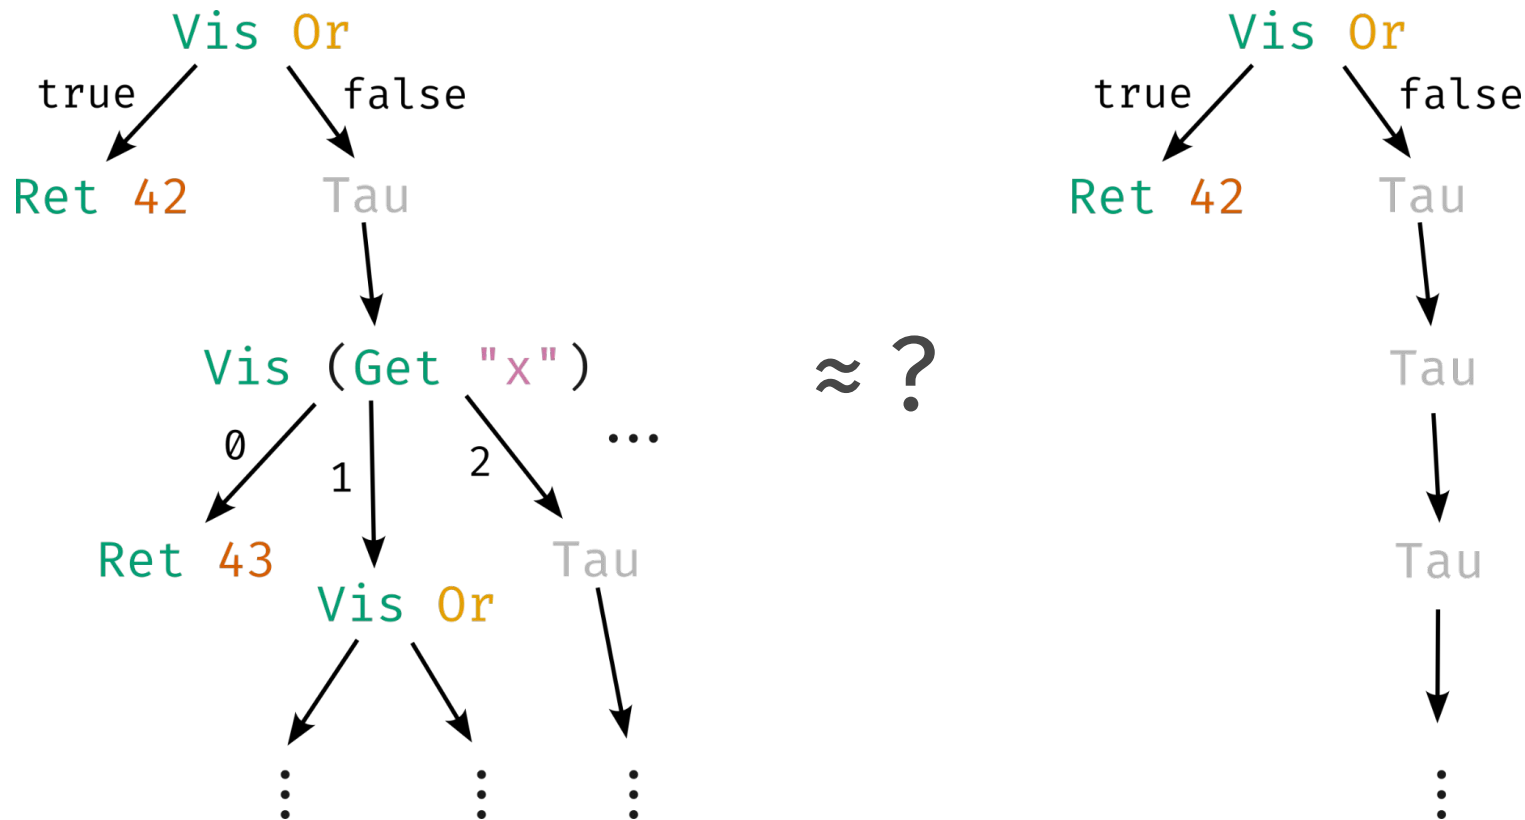 Vis Or
true
false
Ret 42
Tau
Vis (Get "x")
0
1
2
...
Ret 43
Vis Or
Tau
≈ ?
Vis Or
true
false
Ret 42
Tau
Tau
Tau